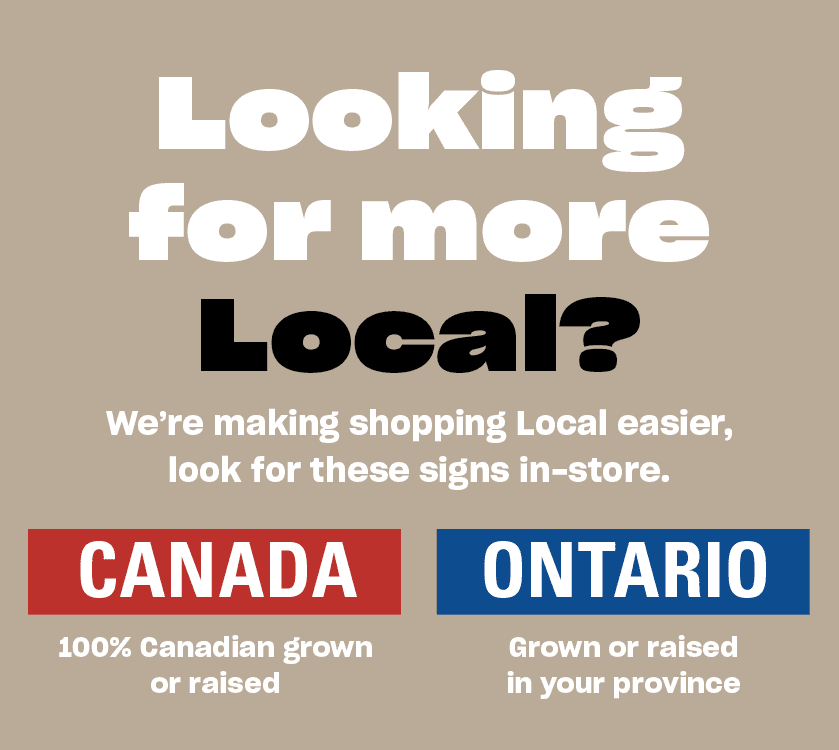 Looking
for more
Local?
We’re making shopping Local easier,
look for these signs in-store.
CANADA
ONTARIO
100% Canadian grown
or raised
Grown or raised
in your province